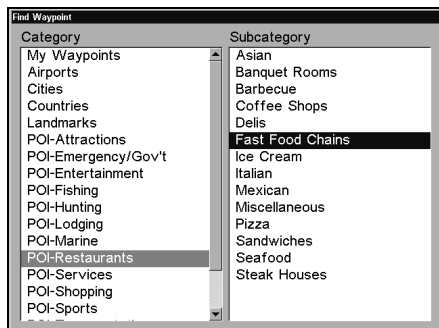 Find Waypoint
Category
My Waypoints
Airports
Cities
Countries
Landmarks
POI-Attractions
POI-Emergency/Gov't
POI-Entertainment
POI-Fishing
POI-Hunting
POI-Lodging
POI-Marine
POI-Restaurants
POI-Services
POI-Shopping
POI-Sports
Subcategory
Asian
Banquet Rooms
Barbecue
Coffee Shops
Delis
Fast Food Chains
Ice Cream
Italian
Mexican
Miscellaneous
Pizza
Sandwiches
Seafood
Steak Houses